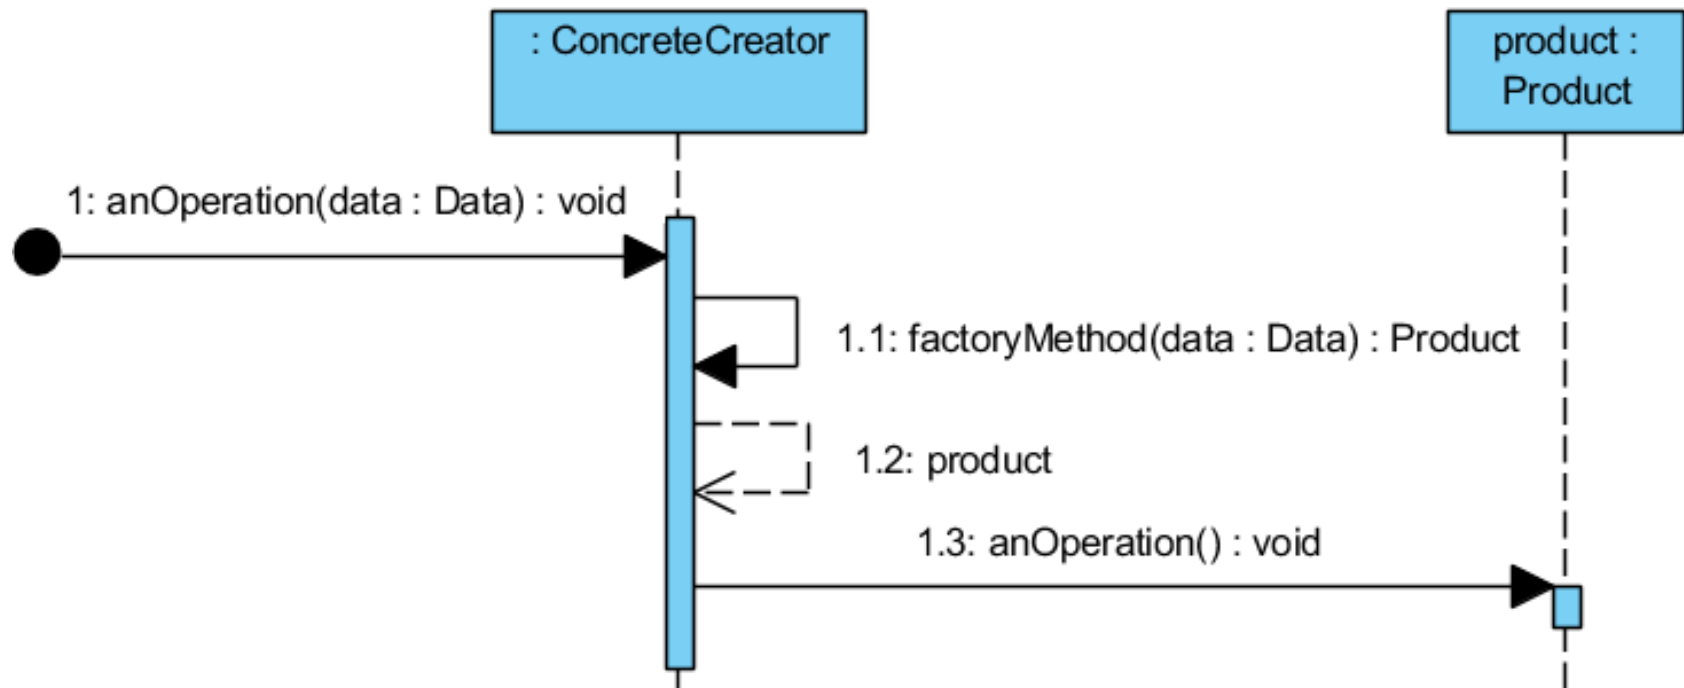 : ConcreteCreator
product :
Product
1: anOperation(data : Data) : void
1.1: factoryMethod(data : Data) : Product
1.2: product
1.3: anOperation() : void